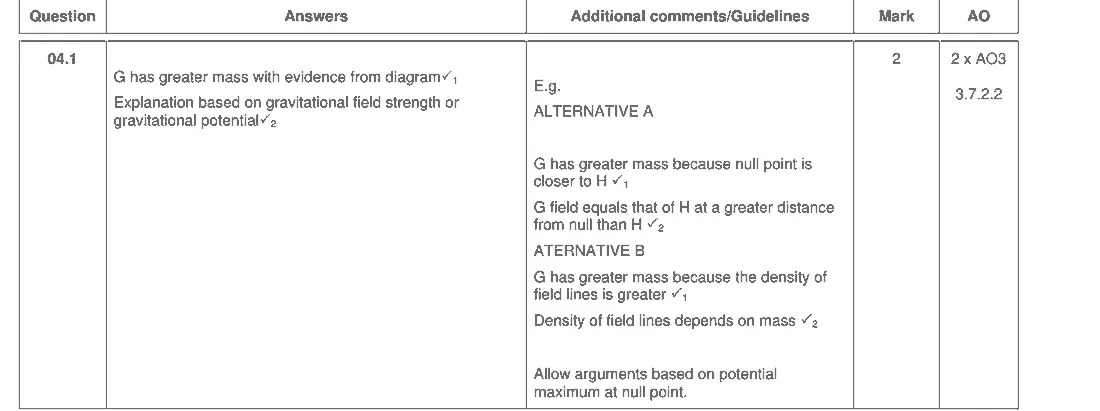 Question Answers Additional comments/Guidelines Mark AO
04.1 2 2 x AO3
G has greater mass with evidence from diagram✓₁
Explanation based on gravitational field strength or
gravitational potential✓₂
E.g.
3.7.2.2
ALTERNATIVE A
G has greater mass because null point is
closer to H ✓₁
G field equals that of H at a greater distance
from null than H ✓₂
ATERNATIVE B
G has greater mass because the density of
field lines is greater ✓₁
Density of field lines depends on mass ✓₂
Allow arguments based on potential
maximum at null point.